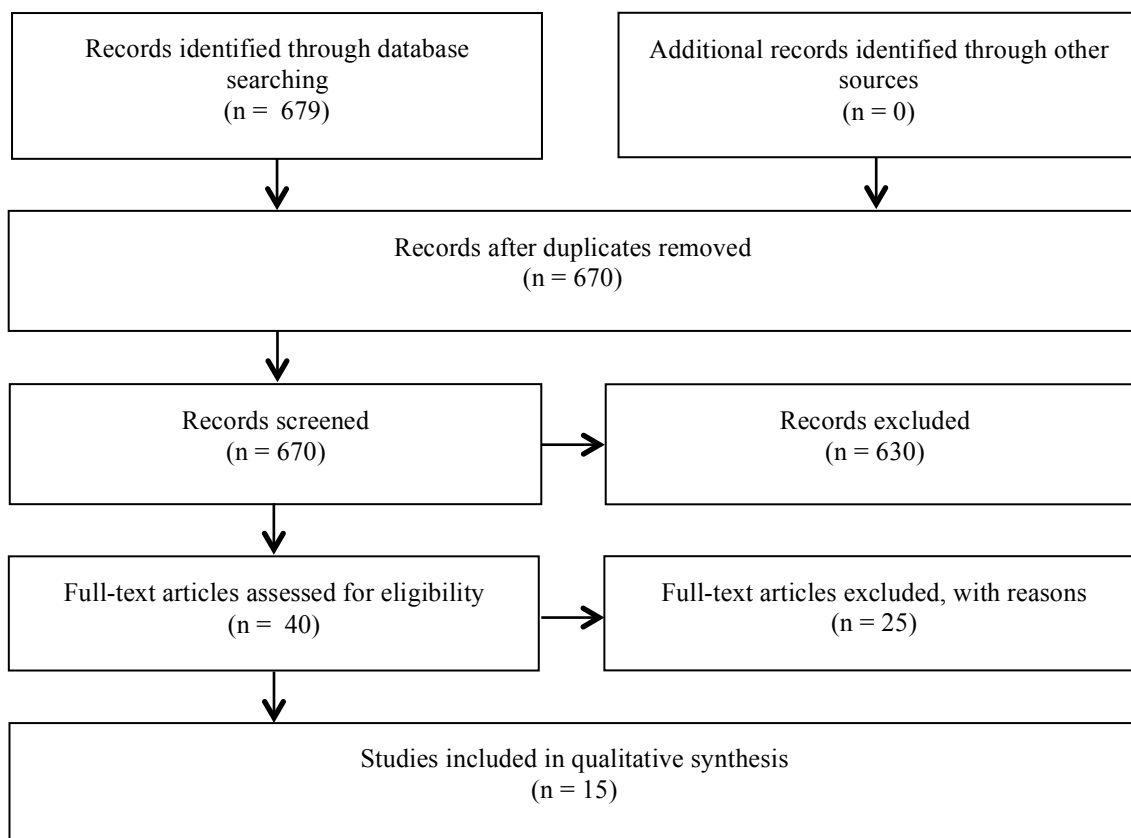 Records identified through database
searching
(n =  679)
Additional records identified through other
sources
(n = 0)
Records after duplicates removed
(n = 670)
Records screened
(n = 670)
Records excluded
(n = 630)
Full-text articles assessed for eligibility
(n =  40)
Full-text articles excluded, with reasons
(n = 25)
Studies included in qualitative synthesis
(n = 15)